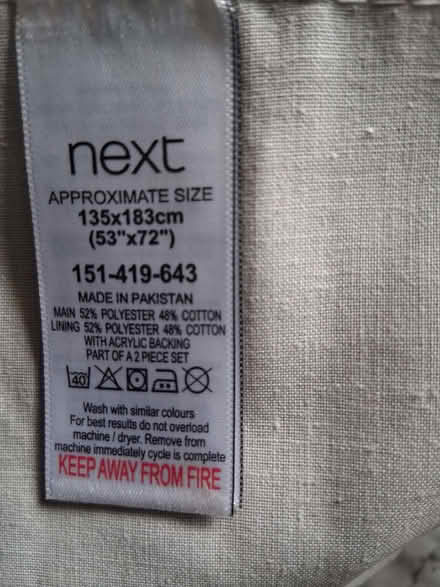 next
APPROXIMATE SIZE
135x183cm
(53"x72")
151-419-643
MADE IN PAKISTAN
MAIN 52% POLYESTER 48% COTTON
LINING 52% POLYESTER 48% COTTON
WITH ACRYLIC BACKING
PART OF A 2 PIECE SET
40
Wash with similar colours
For best results do not overload
machine / dryer. Remove from
machine immediately cycle is complete
KEEP AWAY FROM FIRE